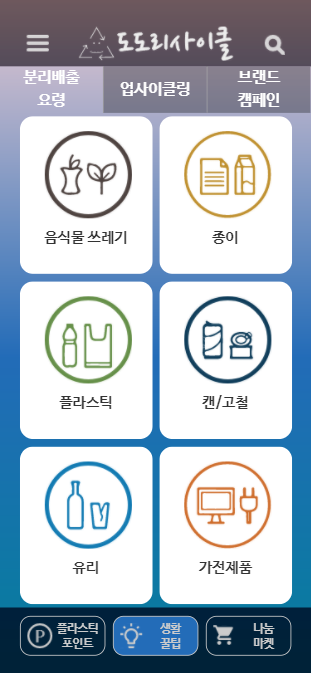 도도리사이클
분리배출
요령
업사이클링
브랜드
캠페인
음식물 쓰레기
종이
플라스틱
캔/고철
유리
가전제품
P
플라스틱
포인트
생활
꿀팁
나눔
마켓